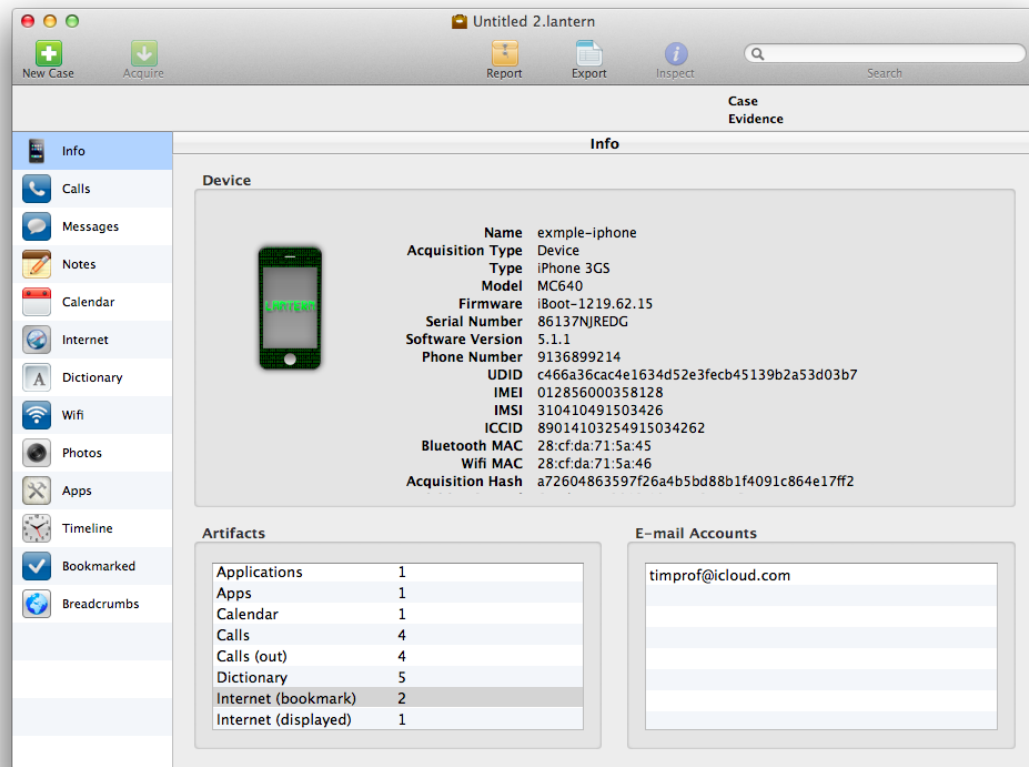 Untitled 2.lantern
New Case
Acquire
Report
Export
Inspect
Search
Case
Evidence
Info
Info
Calls
Messages
Notes
Calendar
Internet
Dictionary
Wifi
Photos
Apps
Timeline
Bookmarked
Breadcrumbs
Device
LANTERN
Name exmple-iphone
Acquisition Type Device
Type iPhone 3GS
Model MC640
Firmware iBoot-1219.62.15
Serial Number 86137NJREDG
Software Version 5.1.1
Phone Number 9136899214
UDID c466a36cac4e1634d52e3fecb45139b2a53d03b7
IMEI 012856000358128
IMSI 310410491503426
ICCID 89014103254915034262
Bluetooth MAC 28:cf:da:71:5a:45
Wifi MAC 28:cf:da:71:5a:46
Acquisition Hash a72604863597f26a4b5bd88b1f4091c864e17ff2
Artifacts
Applications 1
Apps 1
Calendar 1
Calls 4
Calls (out) 4
Dictionary 5
Internet (bookmark) 2
Internet (displayed) 1
E-mail Accounts
timprof@icloud.com